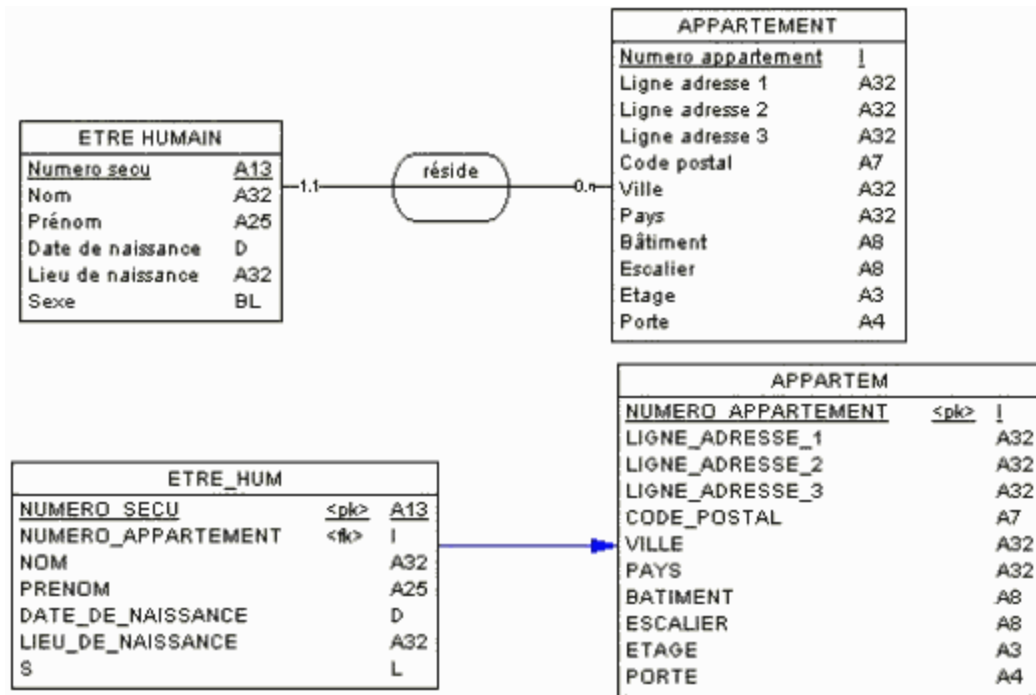 APPARTEMENT
Numero appartement I
Ligne adresse 1 A32
Ligne adresse 2 A32
Ligne adresse 3 A32
Code postal A7
Ville A32
Pays A32
Bâtiment A8
Escalier A8
Etage A3
Porte A4
ETRE HUMAIN
Numero secu A13
Nom A32
Prénom A25
Date de naissance D
Lieu de naissance A32
Sexe BL
1.1
réside
0.n
APPARTEM
NUMERO_APPARTEMENT <pk> I
LIGNE_ADRESSE_1 A32
LIGNE_ADRESSE_2 A32
LIGNE_ADRESSE_3 A32
CODE_POSTAL A7
VILLE A32
PAYS A32
BATIMENT A8
ESCALIER A8
ETAGE A3
PORTE A4
ETRE_HUM
NUMERO_SECU <pk> A13
NUMERO_APPARTEMENT <fk> I
NOM A32
PRENOM A25
DATE_DE_NAISSANCE D
LIEU_DE_NAISSANCE A32
S L